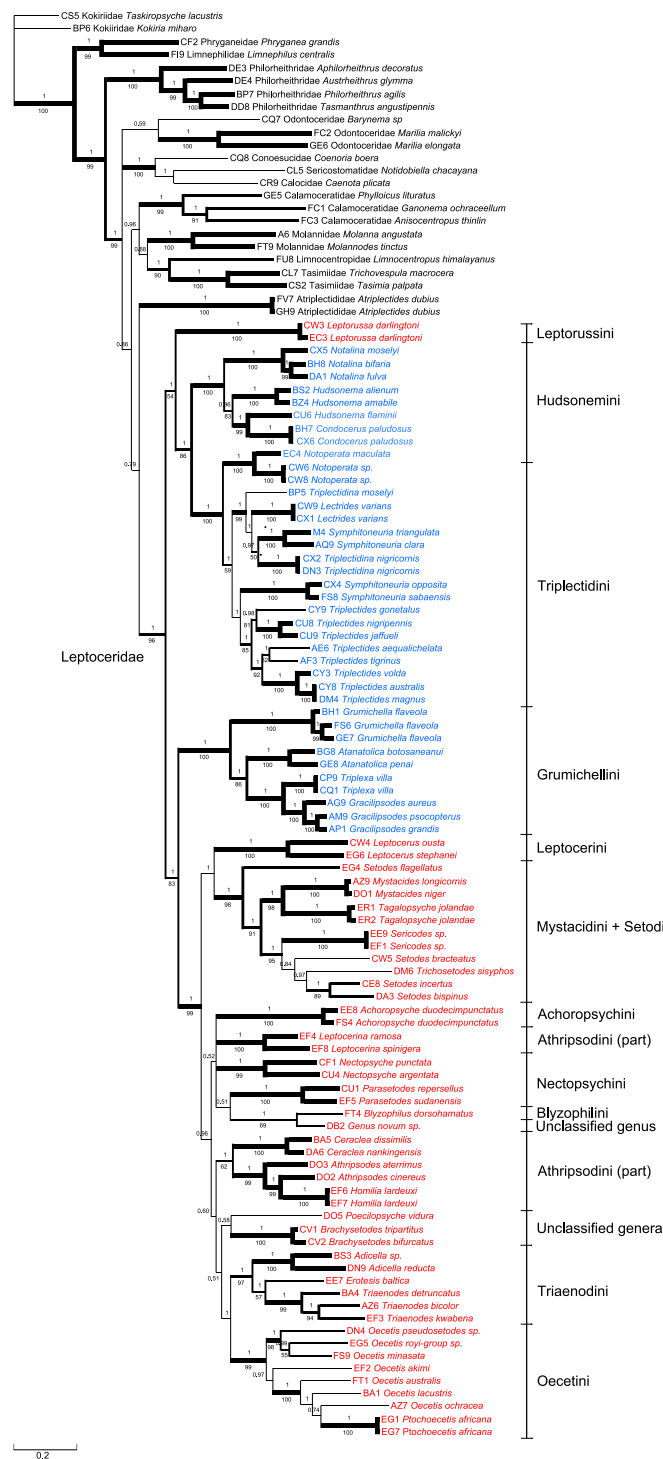 CS5 Kokiriidae Taskiropsyche lacustris
BP6 Kokiriidae Kokiria miharo
CF2 Phryganeidae Phryganea grandis
FI9 Limnephilidae Limnephilus centralis
DE3 Philorheithridae Aphilorheithrus decoratus
DE4 Philorheithridae Austrheithrus glymma
BP7 Philorheithridae Philorheithrus agilis
DD8 Philorheithridae Tasmanthrus angustipennis
CQ7 Odontoceridae Barynema sp
FC2 Odontoceridae Marilia malickyi
GE6 Odontoceridae Marilia elongata
CQ8 Conoesucidae Coenoria boera
CL5 Sericostomatidae Notidobiella chacayana
CR9 Calocidae Caenota plicata
GE5 Calamoceratidae Phylloicus lituratus
FC1 Calamoceratidae Ganonema ochraceellum
FC3 Calamoceratidae Anisocentropus thinlin
A6 Molannidae Molanna angustata
FT9 Molannidae Molannodes tinctus
FU8 Limnocentropidae Limnocentropus himalayanus
CL7 Tasimiidae Trichovespula macrocera
CS2 Tasimiidae Tasimia palpata
FV7 Atriplectididae Atriplectides dubius
GH9 Atriplectididae Atriplectides dubius
CW3 Leptorussa darlingtoni
EC3 Leptorussa darlingtoni
Leptorussini
CX5 Notalina moselyi
BH8 Notalina bifaria
DA1 Notalina fulva
BS2 Hudsonema alienum
BZ4 Hudsonema amabile
CU6 Hudsonema flaminii
BH7 Condocerus paludosus
CX6 Condocerus paludosus
Hudsonemini
EC4 Notoperata maculata
CW6 Notoperata sp.
CW8 Notoperata sp.
BP5 Triplectidina moselyi
CW9 Lectrides varians
CX1 Lectrides varians
M4 Symphitoneuria triangulata
AQ9 Symphitoneuria clara
CX2 Triplectidina nigricornis
DN3 Triplectidina nigricornis
CX4 Symphitoneuria opposita
FS8 Symphitoneuria sabaensis
CY9 Triplectides gonetalus
CU8 Triplectides nigripennis
CU9 Triplectides jaffueli
AE6 Triplectides aequalichelata
AF3 Triplectides tigrinus
CY3 Triplectides volda
CY8 Triplectides australis
DM4 Triplectides magnus
Triplectidini
Leptoceridae
BH1 Grumichella flaveola
FS6 Grumichella flaveola
GE7 Grumichella flaveola
BG8 Atanatolica botosaneanui
GE8 Atanatolica penai
CP9 Triplexa villa
CQ1 Triplexa villa
AG9 Gracilipsodes aureus
AM9 Gracilipsodes psocopterus
AP1 Gracilipsodes grandis
Grumichellini
CW4 Leptocerus ousta
EG6 Leptocerus stephanei
Leptocerini
EG4 Setodes flagellatus
AZ9 Mystacides longicornis
DO1 Mystacides niger
ER1 Tagalopsyche jolandae
ER2 Tagalopsyche jolandae
EE9 Sericodes sp.
EF1 Sericodes sp.
CW5 Setodes bracteatus
DM6 Trichosetodes sisyphos
CE8 Setodes incertus
DA3 Setodes bispinus
Mystacidini + Setodi
EE8 Achoropsyche duodecimpunctatus
FS4 Achoropsyche duodecimpunctatus
Achoropsychini
EF4 Leptocerina ramosa
EF8 Leptocerina spinigera
Athripsodini (part)
CF1 Nectopsyche punctata
CU4 Nectopsyche argentata
CU1 Parasetodes repersellus
EF5 Parasetodes sudanensis
Nectopsychini
FT4 Blyzophilus dorsohamatus
Blyzophilini
DB2 Genus novum sp.
Unclassified genus
BA5 Ceraclea dissimilis
DA6 Ceraclea nankingensis
DO3 Athripsodes aterrimus
DO2 Athripsodes cinereus
EF6 Homilia lardeuxi
EF7 Homilia lardeuxi
Athripsodini (part)
DO5 Poecilopsyche vidura
CV1 Brachysetodes tripartitus
CV2 Brachysetodes bifurcatus
Unclassified genera
BS3 Adicella sp.
DN9 Adicella reducta
EE7 Erotesis baltica
BA4 Triaenodes detruncatus
AZ6 Triaenodes bicolor
EF3 Triaenodes kwabena
Triaenodini
DN4 Oecetis pseudosetodes sp.
EG5 Oecetis royi-group sp.
FS9 Oecetis minasata
EF2 Oecetis akimi
FT1 Oecetis australis
BA1 Oecetis lacustris
AZ7 Oecetis ochracea
EG1 Ptochoecetis africana
EG7 Ptochoecetis africana
Oecetini
0.2